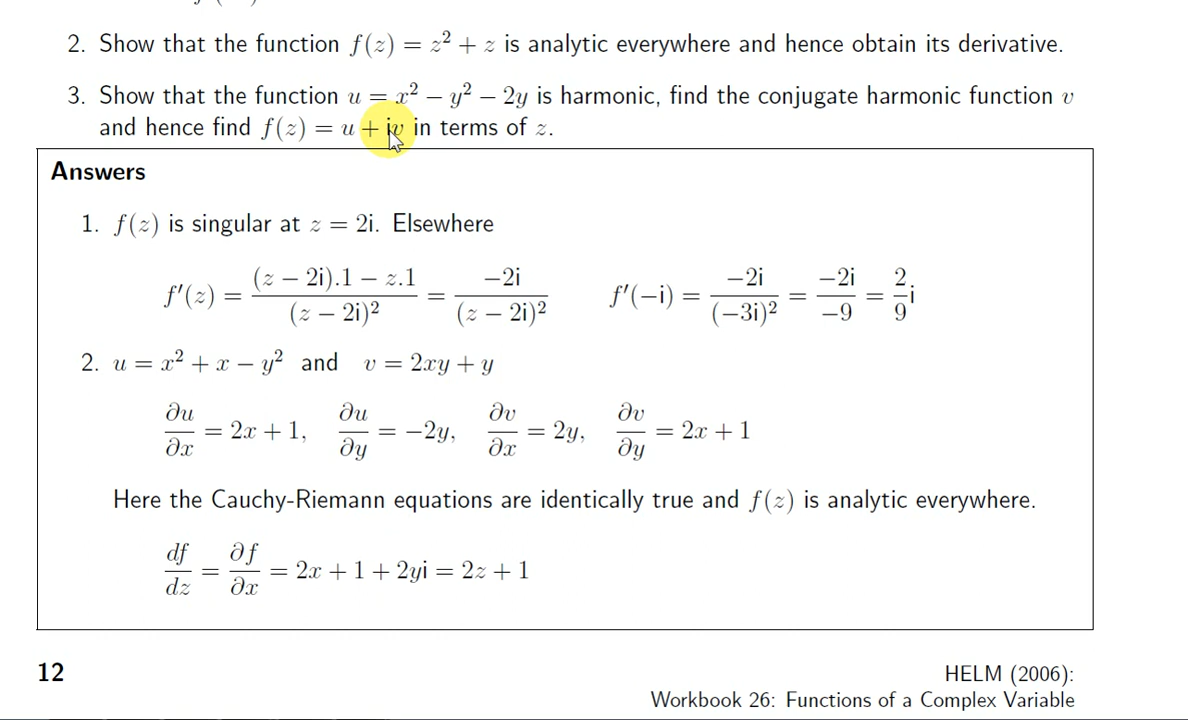 2. Show that the function f(z) = z² + z is analytic everywhere and hence obtain its derivative.
3. Show that the function u = x² − y² − 2y is harmonic, find the conjugate harmonic function v
and hence find f(z) = u + iv in terms of z.
Answers
1. f(z) is singular at z = 2i. Elsewhere
f′(z) = (z − 2i).1 − z.1 / (z − 2i)² = −2i / (z − 2i)² f′(−i) = −2i / (−3i)² = −2i / −9 = 2/9 i
2. u = x² + x − y² and v = 2xy + y
∂u/∂x = 2x + 1, ∂u/∂y = −2y, ∂v/∂x = 2y, ∂v/∂y = 2x + 1
Here the Cauchy-Riemann equations are identically true and f(z) is analytic everywhere.
df/dz = ∂f/∂x = 2x + 1 + 2yi = 2z + 1
12
HELM (2006):
Workbook 26: Functions of a Complex Variable